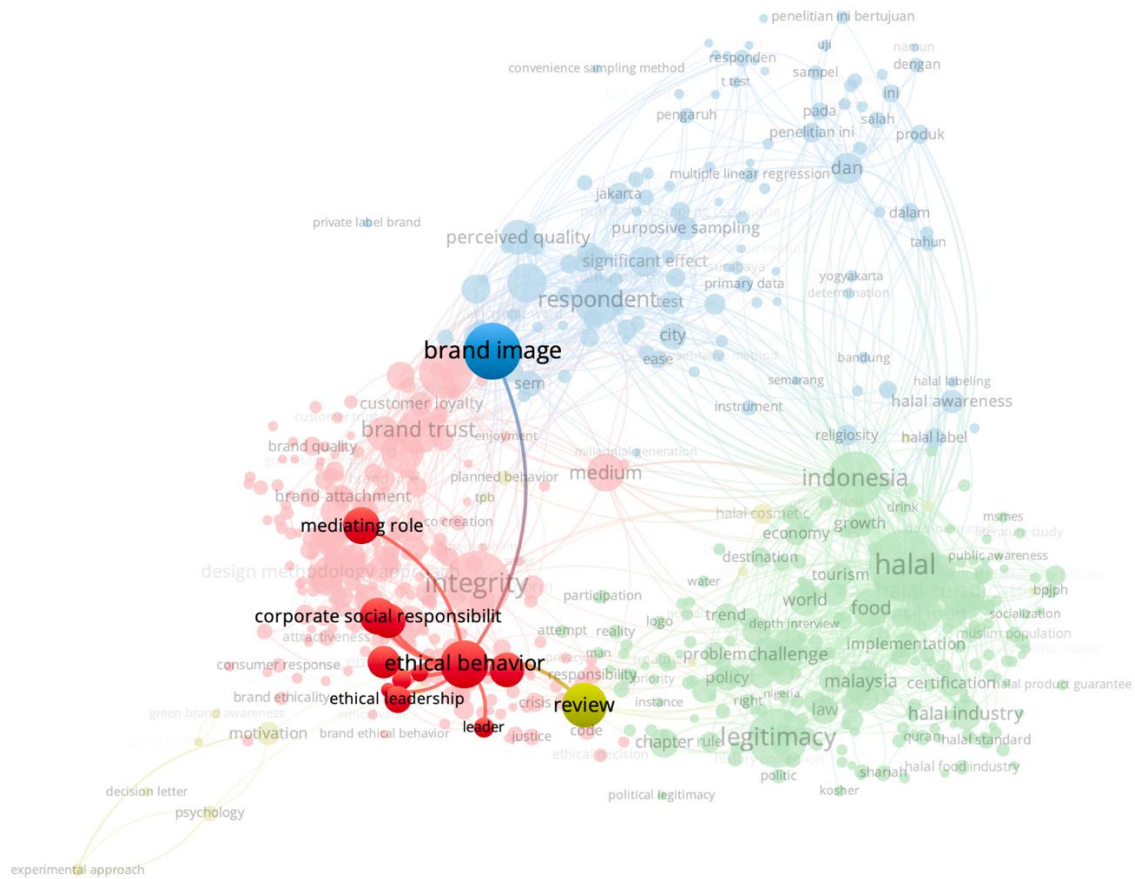 penelitian ini bertujuan
uji
namun
responden
dengan
convenience sampling method
sampel
t test
ini
pada
pengaruh
salah
penelitian ini
produk
dan
multiple linear regression
jakarta
dalam
private label brand
purposive sampling
perceived quality
tahun
significant effect
surabaya
yogyakarta
primary data
determination
respondent
test
city
brand image
ease
bandung
sem
semarang
halal labeling
customer loyalty
instrument
halal awareness
brand trust
enjoyment
religiosity
halal label
brand quality
millennial generation
medium
planned behavior
indonesia
brand attachment
tpb
drink
halal cosmetic
msmes
mediating role
co creation
growth
literature study
economy
destination
public awareness
design methodology approach
tourism
halal
integrity
water
bpjph
participation
world
food
socialization
corporate social responsibilit
logo
trend
depth interview
attempt
reality
muslim population
attractiveness
implementation
man
problem
challenge
consumer response
ethical behavior
responsibility
priority
policy
malaysia
certification
halal product guarantee
brand ethicality
ethical leadership
review
instance
right
nigeria
crisis
law
halal industry
green brand awareness
leader
code
motivation
brand ethical behavior
justice
chapter
rule
legitimacy
quran
halal standard
ethical decision
politic
shariah
halal food industry
kosher
decision letter
political legitimacy
psychology
experimental approach